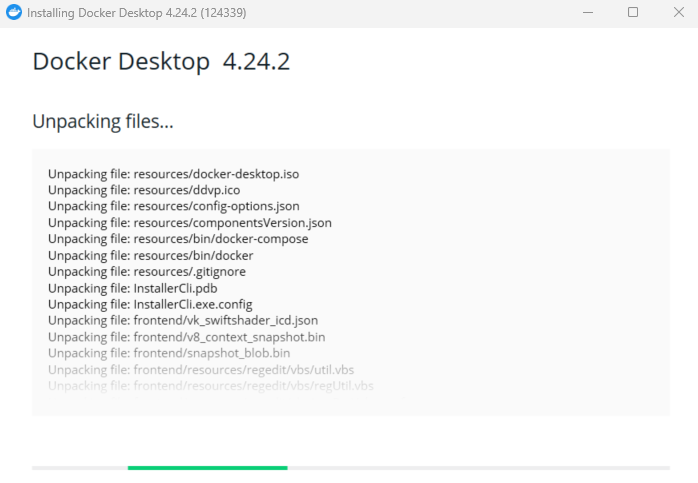 Installing Docker Desktop 4.24.2 (124339)
Docker Desktop 4.24.2
Unpacking files...
Unpacking file: resources/docker-desktop.iso
Unpacking file: resources/ddvp.ico
Unpacking file: resources/config-options.json
Unpacking file: resources/componentsVersion.json
Unpacking file: resources/bin/docker-compose
Unpacking file: resources/bin/docker
Unpacking file: resources/.gitignore
Unpacking file: InstallerCli.pdb
Unpacking file: InstallerCli.exe.config
Unpacking file: frontend/vk_swiftshader_icd.json
Unpacking file: frontend/v8_context_snapshot.bin
Unpacking file: frontend/snapshot_blob.bin
Unpacking file: frontend/resources/regedit/vbs/util.vbs
Unpacking file: frontend/resources/regedit/vbs/regUtil.vbs